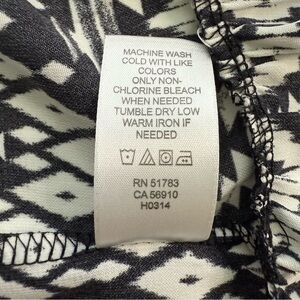 MACHINE WASH
COLD WITH LIKE
COLORS
ONLY NON-
CHLORINE BLEACH
WHEN NEEDED
TUMBLE DRY LOW
WARM IRON IF
NEEDED
RN 51783
CA 56910
H0314